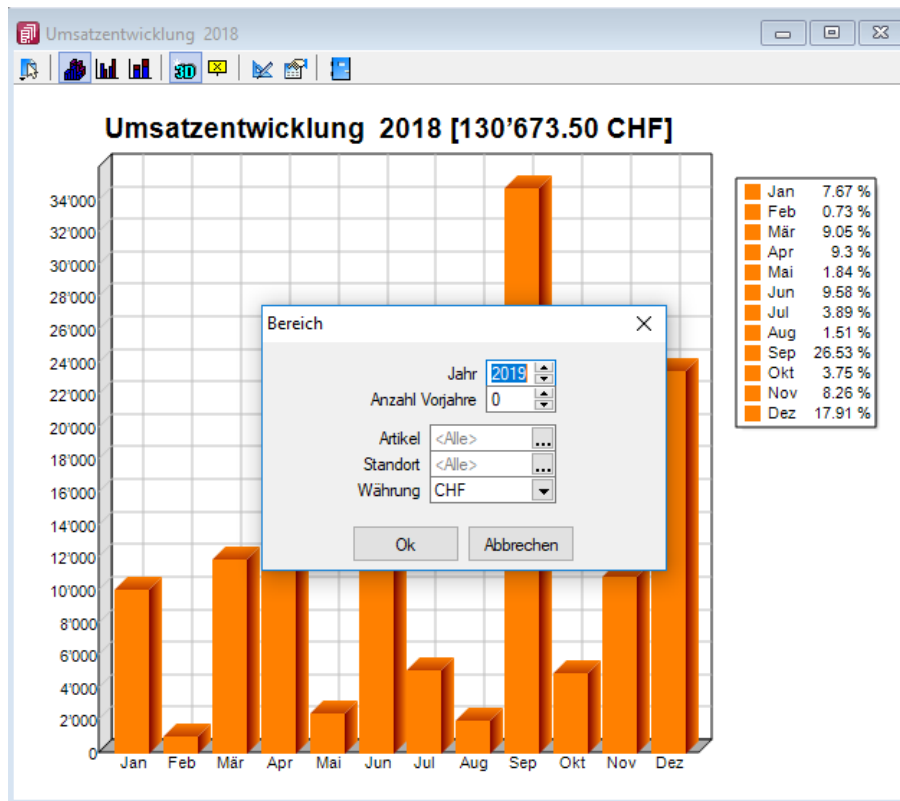 Umsatzentwicklung 2018
3D
Umsatzentwicklung 2018 [130'673.50 CHF]
34'000
32'000
30'000
28'000
26'000
24'000
22'000
20'000
18'000
16'000
14'000
12'000
10'000
8'000
6'000
4'000
2'000
0
Jan Feb Mär Apr Mai Jun Jul Aug Sep Okt Nov Dez
Jan 7.67 %
Feb 0.73 %
Mär 9.05 %
Apr 9.3 %
Mai 1.84 %
Jun 9.58 %
Jul 3.89 %
Aug 1.51 %
Sep 26.53 %
Okt 3.75 %
Nov 8.26 %
Dez 17.91 %
Bereich
Jahr 2019
Anzahl Vorjahre 0
Artikel <Alle> ...
Standort <Alle> ...
Währung CHF
Ok Abbrechen